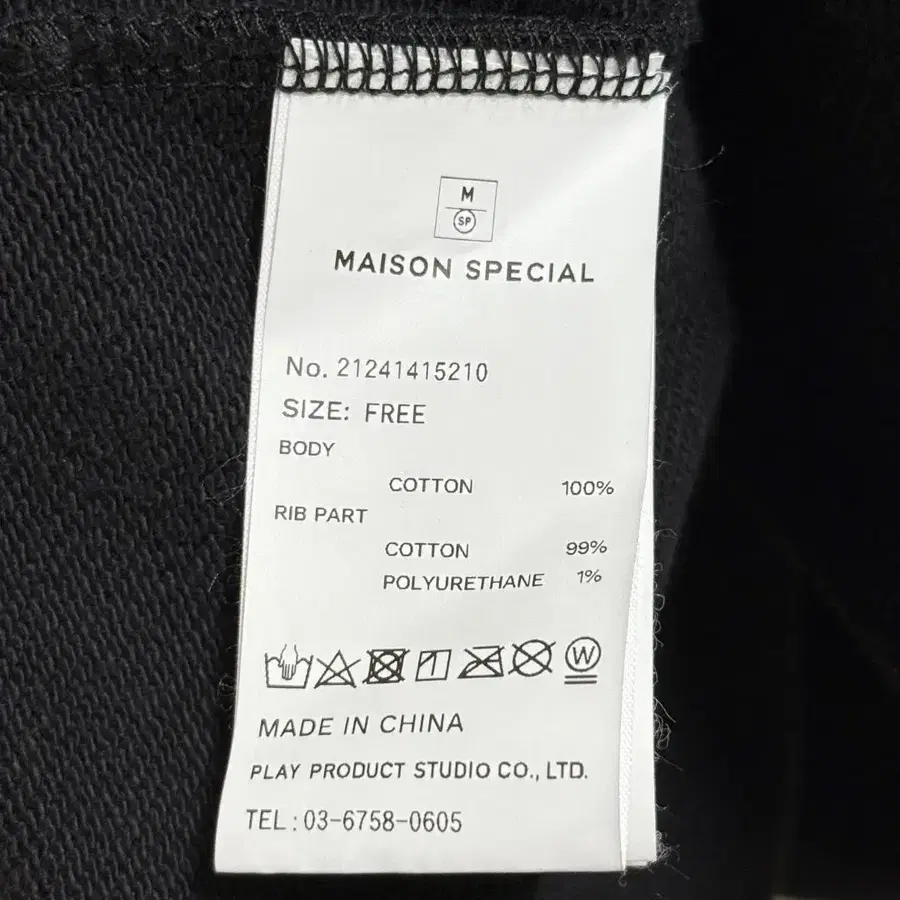 M
SP
MAISON SPECIAL
No. 21241415210
SIZE: FREE
BODY
COTTON 100%
RIB PART
COTTON 99%
POLYURETHANE 1%
W
MADE IN CHINA
PLAY PRODUCT STUDIO CO., LTD.
TEL : 03-6758-0605